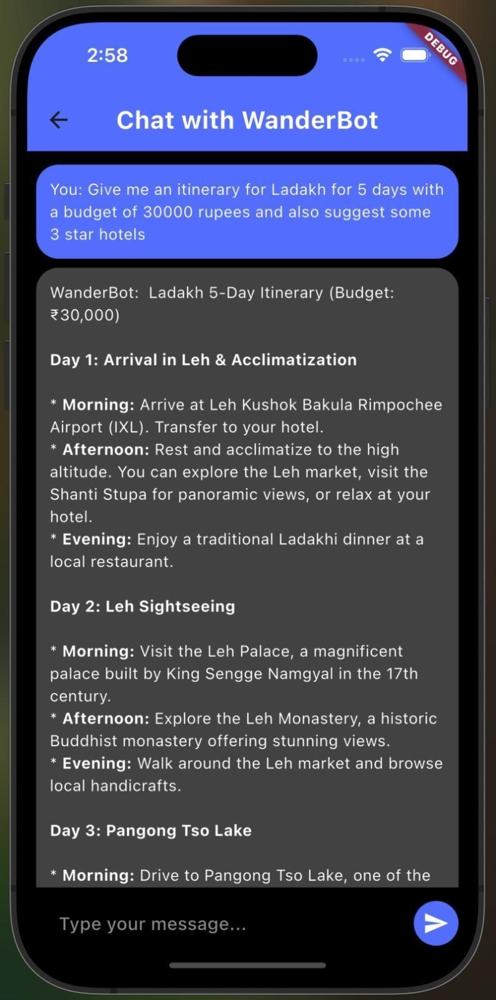 2:58
DEBUG
Chat with WanderBot
You: Give me an itinerary for Ladakh for 5 days with
a budget of 30000 rupees and also suggest some
3 star hotels
WanderBot:  Ladakh 5-Day Itinerary (Budget:
₹30,000)
Day 1: Arrival in Leh & Acclimatization
* Morning: Arrive at Leh Kushok Bakula Rimpochee
Airport (IXL). Transfer to your hotel.
* Afternoon: Rest and acclimatize to the high
altitude. You can explore the Leh market, visit the
Shanti Stupa for panoramic views, or relax at your
hotel.
* Evening: Enjoy a traditional Ladakhi dinner at a
local restaurant.
Day 2: Leh Sightseeing
* Morning: Visit the Leh Palace, a magnificent
palace built by King Sengge Namgyal in the 17th
century.
* Afternoon: Explore the Leh Monastery, a historic
Buddhist monastery offering stunning views.
* Evening: Walk around the Leh market and browse
local handicrafts.
Day 3: Pangong Tso Lake
* Morning: Drive to Pangong Tso Lake, one of the
Type your message...